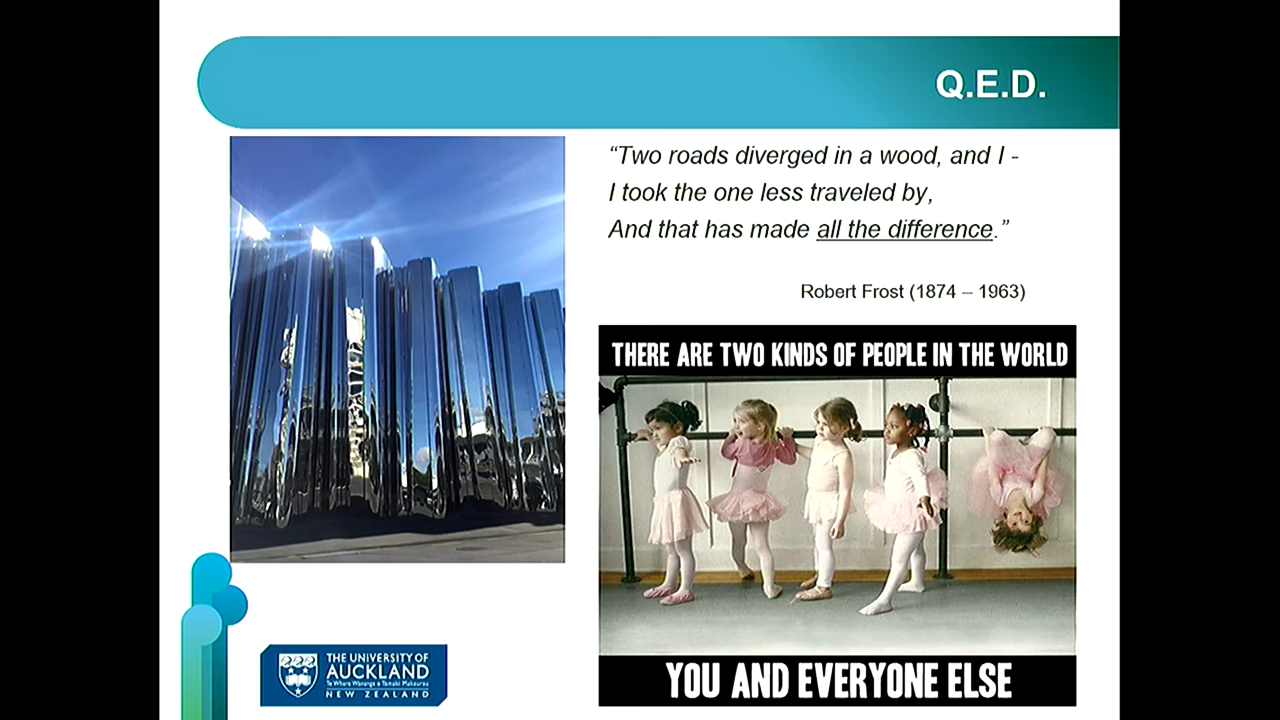 Q.E.D.
“Two roads diverged in a wood, and I -
I took the one less traveled by,
And that has made all the difference.”
Robert Frost (1874 – 1963)
THERE ARE TWO KINDS OF PEOPLE IN THE WORLD
YOU AND EVERYONE ELSE
THE UNIVERSITY OF
AUCKLAND
Te Whare Wānanga o Tāmaki Makaurau
NEW ZEALAND